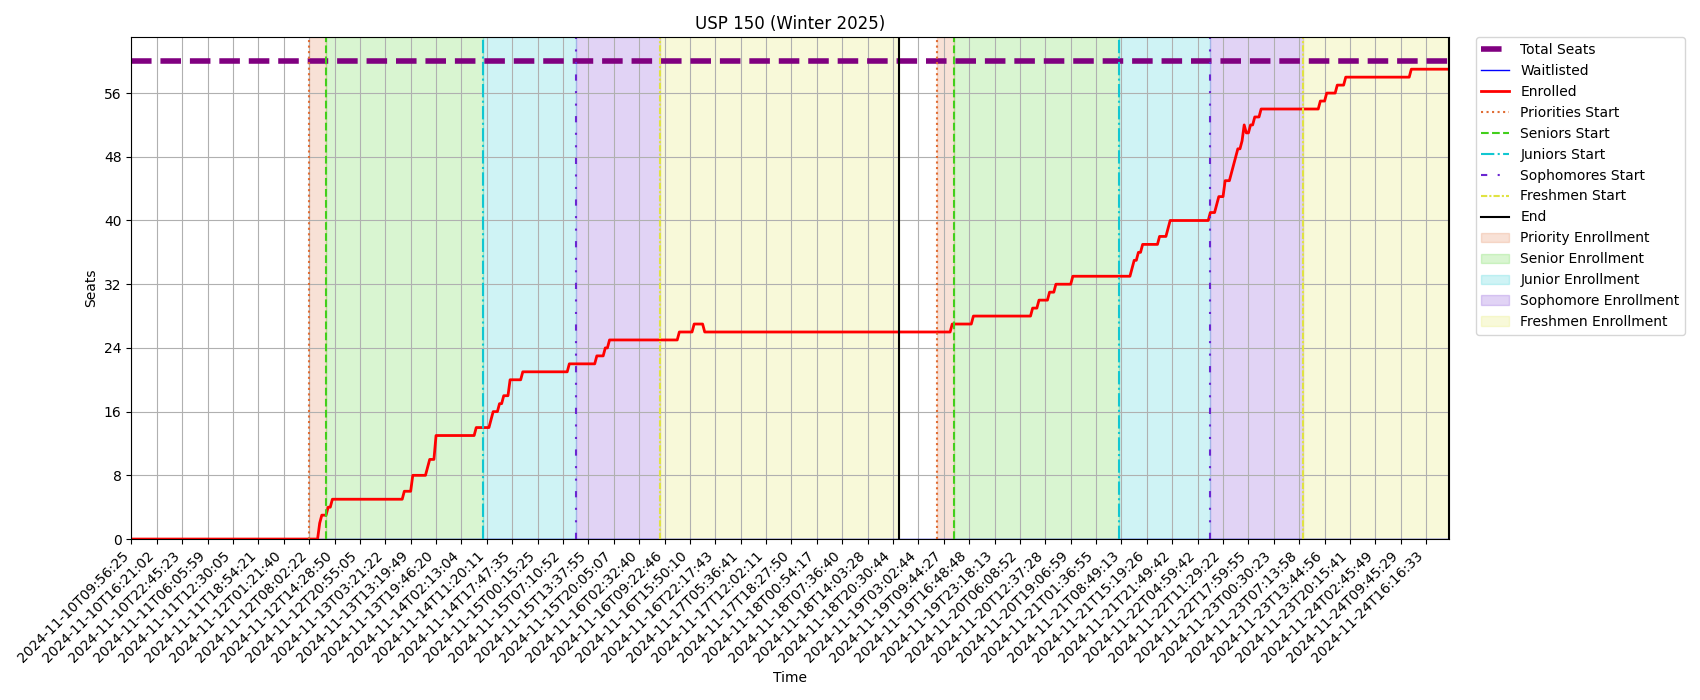 USP 150 (Winter 2025)
Total Seats
Waitlisted
Enrolled
Priorities Start
Seniors Start
Juniors Start
Sophomores Start
Freshmen Start
End
Priority Enrollment
Senior Enrollment
Junior Enrollment
Sophomore Enrollment
Freshmen Enrollment
Seats
56
48
40
32
24
16
8
0
2024-11-10T09:56:25
2024-11-10T16:21:02
2024-11-10T22:45:23
2024-11-11T06:05:59
2024-11-11T12:30:05
2024-11-11T18:54:21
2024-11-12T01:21:40
2024-11-12T08:02:22
2024-11-12T14:28:50
2024-11-12T20:55:05
2024-11-13T03:21:22
2024-11-13T13:19:49
2024-11-13T19:46:20
2024-11-14T02:13:04
2024-11-14T11:20:11
2024-11-14T17:47:35
2024-11-15T00:15:25
2024-11-15T07:10:52
2024-11-15T13:37:55
2024-11-15T20:05:07
2024-11-16T02:32:40
2024-11-16T09:22:46
2024-11-16T15:50:10
2024-11-16T22:17:43
2024-11-17T05:36:41
2024-11-17T12:02:11
2024-11-17T18:27:50
2024-11-18T00:54:17
2024-11-18T07:36:40
2024-11-18T14:03:28
2024-11-18T20:30:44
2024-11-19T03:02:44
2024-11-19T09:44:27
2024-11-19T16:48:48
2024-11-19T23:18:13
2024-11-20T06:08:52
2024-11-20T12:37:28
2024-11-20T19:06:59
2024-11-21T01:36:55
2024-11-21T08:49:13
2024-11-21T15:19:26
2024-11-21T21:49:42
2024-11-22T04:59:42
2024-11-22T11:29:22
2024-11-22T17:59:55
2024-11-23T00:30:23
2024-11-23T07:13:58
2024-11-23T13:44:56
2024-11-23T20:15:41
2024-11-24T02:45:49
2024-11-24T09:45:29
2024-11-24T16:16:33
Time